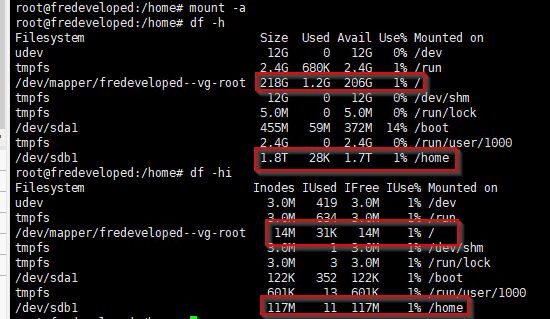 root@fredeveloped:/home# mount -a
root@fredeveloped:/home# df -h
Filesystem Size Used Avail Use% Mounted on
udev 12G 0 12G 0% /dev
tmpfs 2.4G 680K 2.4G 1% /run
/dev/mapper/fredeveloped--vg-root 218G 1.2G 206G 1% /
tmpfs 12G 0 12G 0% /dev/shm
tmpfs 5.0M 0 5.0M 0% /run/lock
/dev/sda1 455M 59M 372M 14% /boot
tmpfs 2.4G 0 2.4G 0% /run/user/1000
/dev/sdb1 1.8T 28K 1.7T 1% /home
root@fredeveloped:/home# df -hi
Filesystem Inodes IUsed IFree IUse% Mounted on
udev 3.0M 419 3.0M 1% /dev
tmpfs 3.0M 634 3.0M 1% /run
/dev/mapper/fredeveloped--vg-root 14M 31K 14M 1% /
tmpfs 3.0M 1 3.0M 1% /dev/shm
tmpfs 3.0M 3 3.0M 1% /run/lock
/dev/sda1 122K 352 122K 1% /boot
tmpfs 601K 13 601K 1% /run/user/1000
/dev/sdb1 117M 11 117M 1% /home